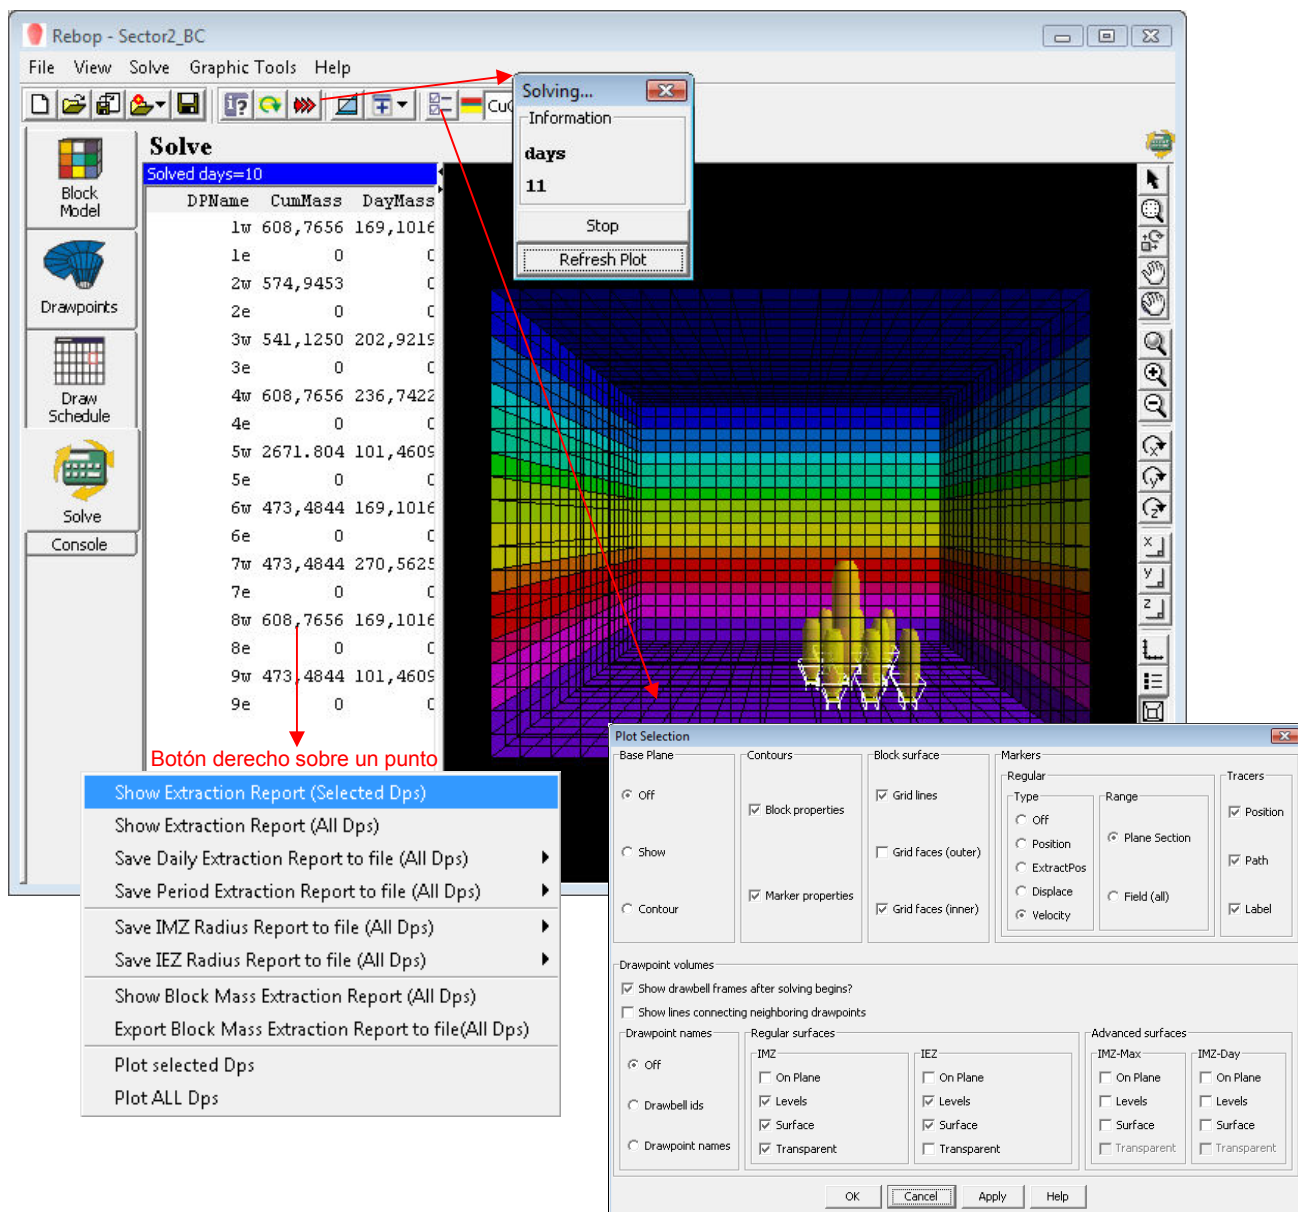 Rebop - Sector2_BC
File View Solve Graphic Tools Help
Solving...
Information
days
11
Stop
Refresh Plot
Block
Model
Drawpoints
Draw
Schedule
Solve
Console
Solve
Solved days=10
DPName CumMass DayMass
1w 608,7656 169,1016
1e 0 0
2w 574,9453 0
2e 0 0
3w 541,1250 202,9219
3e 0 0
4w 608,7656 236,7422
4e 0 0
5w 2671.804 101,4609
5e 0 0
6w 473,4844 169,1016
6e 0 0
7w 473,4844 270,5625
7e 0 0
8w 608,7656 169,1016
8e 0 0
9w 473,4844 101,4609
9e 0 0
Botón derecho sobre un punto
Show Extraction Report (Selected Dps)
Show Extraction Report (All Dps)
Save Daily Extraction Report to file (All Dps)
Save Period Extraction Report to file (All Dps)
Save IMZ Radius Report to file (All Dps)
Save IEZ Radius Report to file (All Dps)
Show Block Mass Extraction Report (All Dps)
Export Block Mass Extraction Report to file(All Dps)
Plot selected Dps
Plot ALL Dps
Plot Selection
Base Plane
Off
Show
Contour
Contours
Block properties
Marker properties
Block surface
Grid lines
Grid faces (outer)
Grid faces (inner)
Markers
Regular
Type
Off
Position
ExtractPos
Displace
Velocity
Range
Plane Section
Field (all)
Tracers
Position
Path
Label
Drawpoint volumes
Show drawbell frames after solving begins?
Show lines connecting neighboring drawpoints
Drawpoint names
Off
Drawbell ids
Drawpoint names
Regular surfaces
IMZ
On Plane
Levels
Surface
Transparent
IEZ
On Plane
Levels
Surface
Transparent
Advanced surfaces
IMZ-Max
On Plane
Levels
Surface
Transparent
IMZ-Day
On Plane
Levels
Surface
Transparent
OK Cancel Apply Help